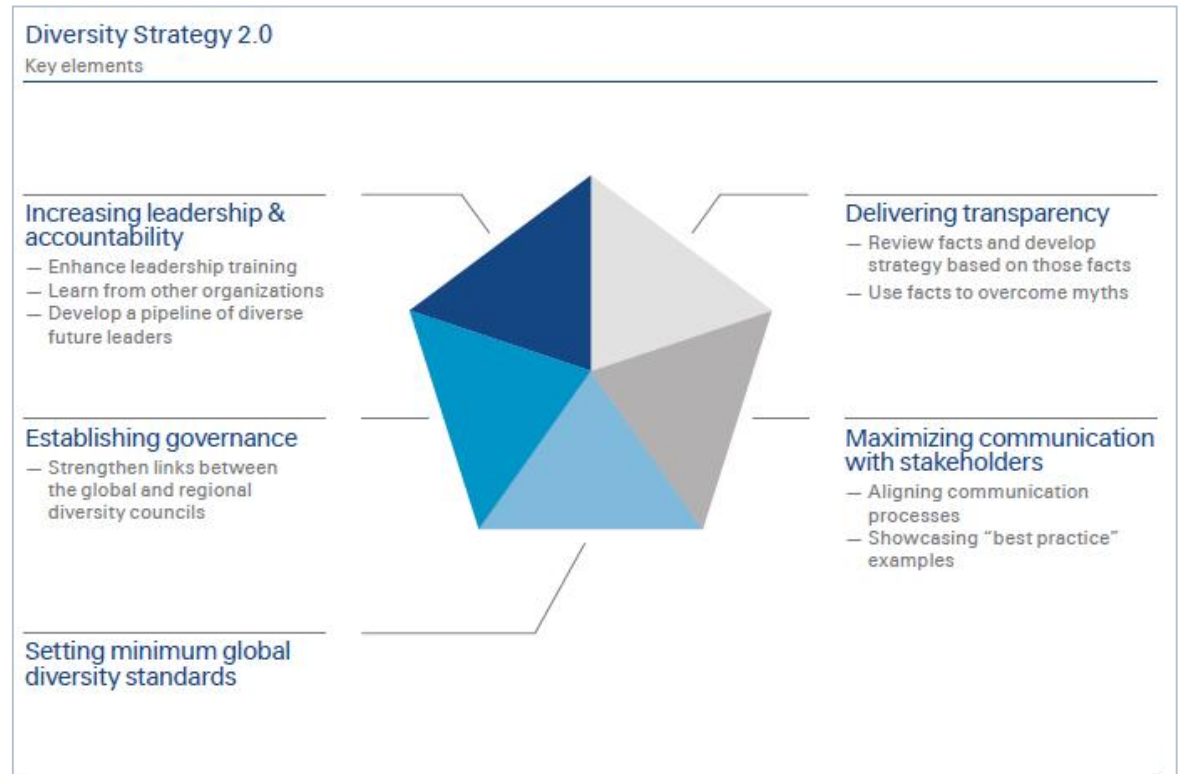 Diversity Strategy 2.0
Key elements
Increasing leadership &
accountability
— Enhance leadership training
— Learn from other organizations
— Develop a pipeline of diverse
future leaders
Establishing governance
— Strengthen links between
the global and regional
diversity councils
Setting minimum global
diversity standards
Delivering transparency
— Review facts and develop
strategy based on those facts
— Use facts to overcome myths
Maximizing communication
with stakeholders
— Aligning communication
processes
— Showcasing “best practice”
examples